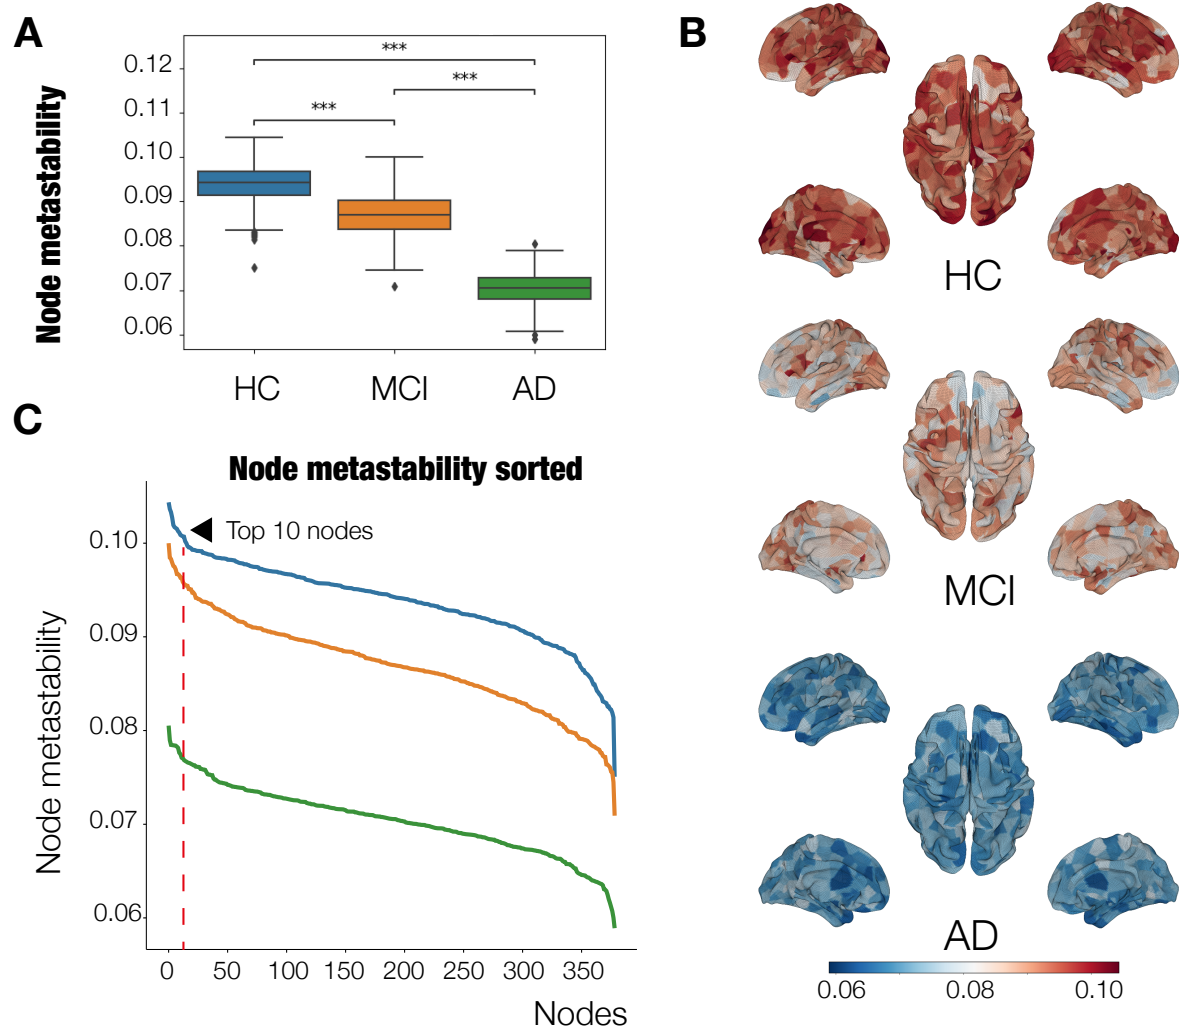 A
Node metastability
0.12
0.11
0.10
0.09
0.08
0.07
0.06
***
***
***
HC
MCI
AD
B
HC
MCI
AD
0.06
0.08
0.10
C
Node metastability sorted
Top 10 nodes
Node metastability
0.10
0.09
0.08
0.07
0.06
0
50
100
150
200
250
300
350
Nodes